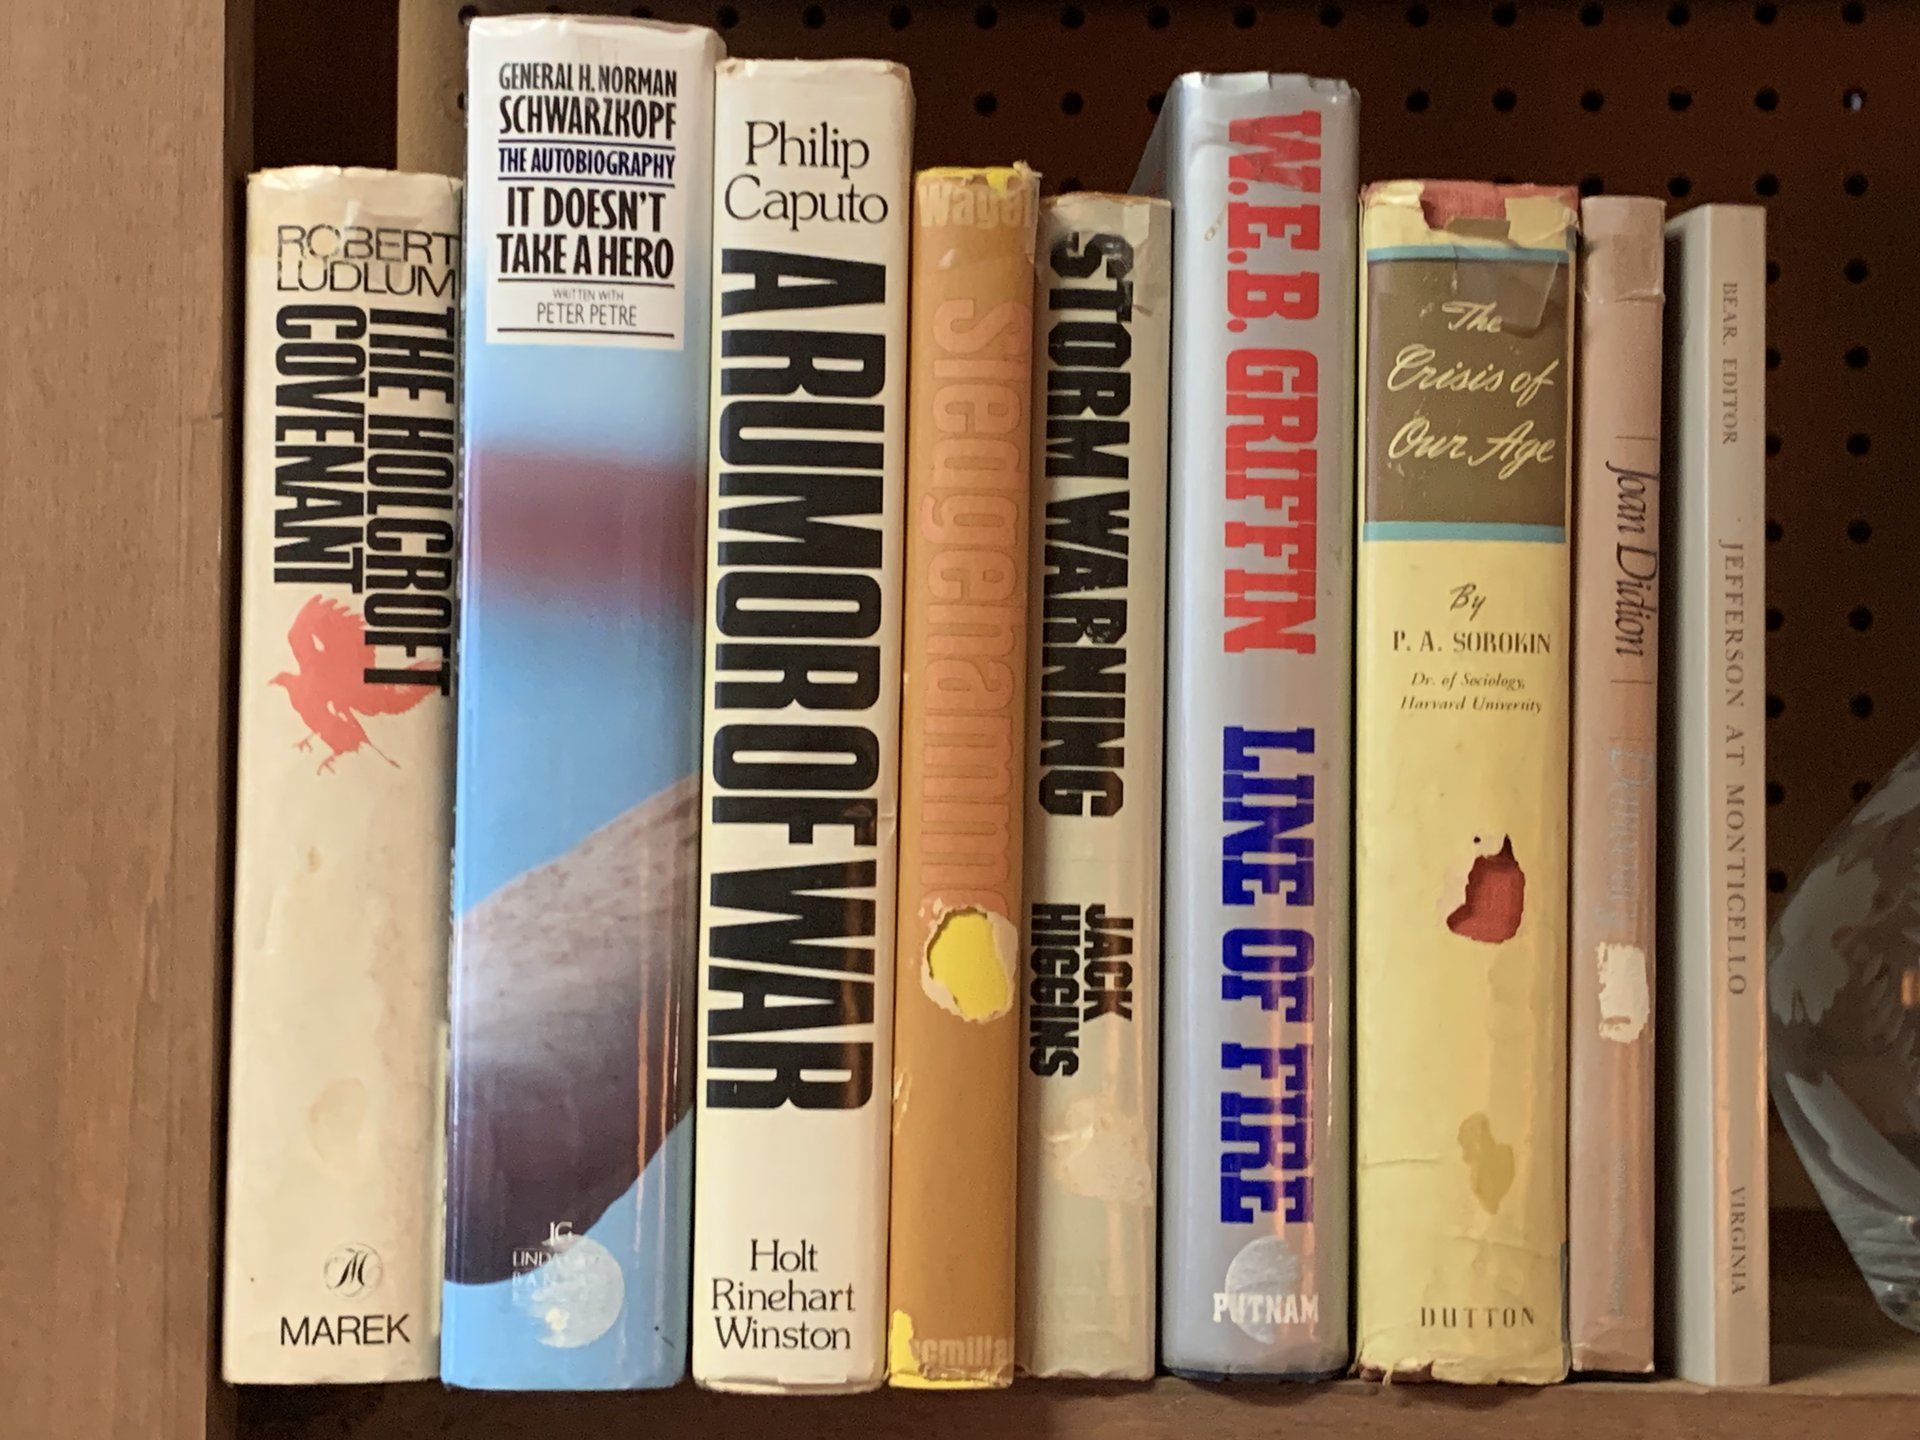 ROBERT
LUDLUM
THE HOLCROFT
COVENANT
MAREK
GENERAL H. NORMAN
SCHWARZKOPF
THE AUTOBIOGRAPHY
IT DOESN'T
TAKE A HERO
WRITTEN WITH
PETER PETRE
Philip
Caputo
A RUMOR OF WAR
Holt
Rinehart
Winston
Wager
Sledgehammer
STORM WARNING
JACK
HIGGINS
W.E.B. GRIFFIN LINE OF FIRE
PUTNAM
The
Crisis of
Our Age
By
P. A. SOROKIN
Dr. of Sociology,
Harvard University
DUTTON
Joan Didion
BEAR, EDITOR JEFFERSON AT MONTICELLO VIRGINIA